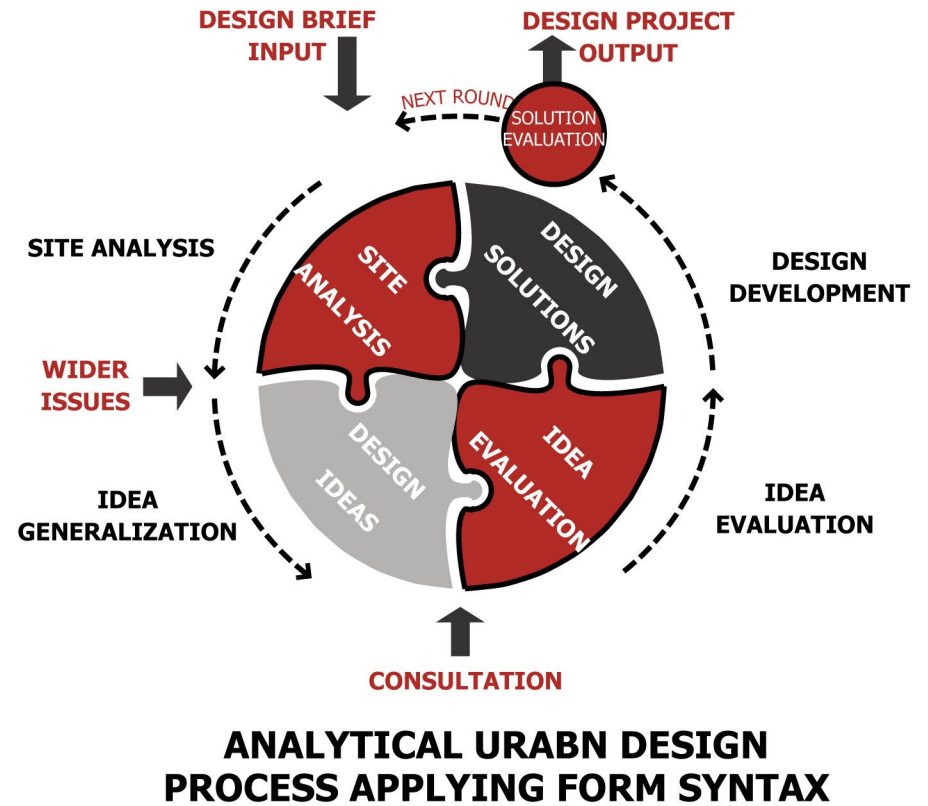 DESIGN BRIEF
INPUT
DESIGN PROJECT
OUTPUT
NEXT ROUND
SOLUTION
EVALUATION
SITE ANALYSIS
SITE
ANALYSIS
DESIGN
SOLUTIONS
DESIGN
DEVELOPMENT
WIDER
ISSUES
DESIGN
IDEAS
IDEA
EVALUATION
IDEA
GENERALIZATION
IDEA
EVALUATION
CONSULTATION
ANALYTICAL URABN DESIGN
PROCESS APPLYING FORM SYNTAX